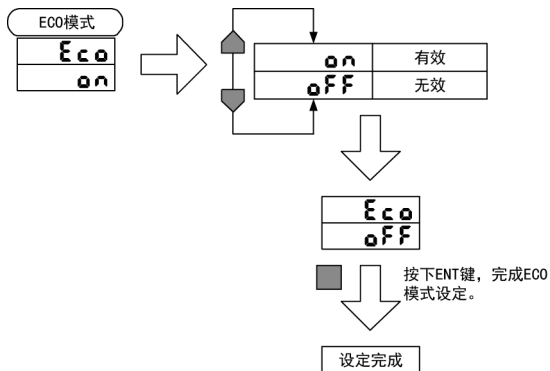 ECO模式
Eco
on
on 有效
oFF 无效
Eco
oFF
按下ENT键，完成ECO
模式设定。
设定完成